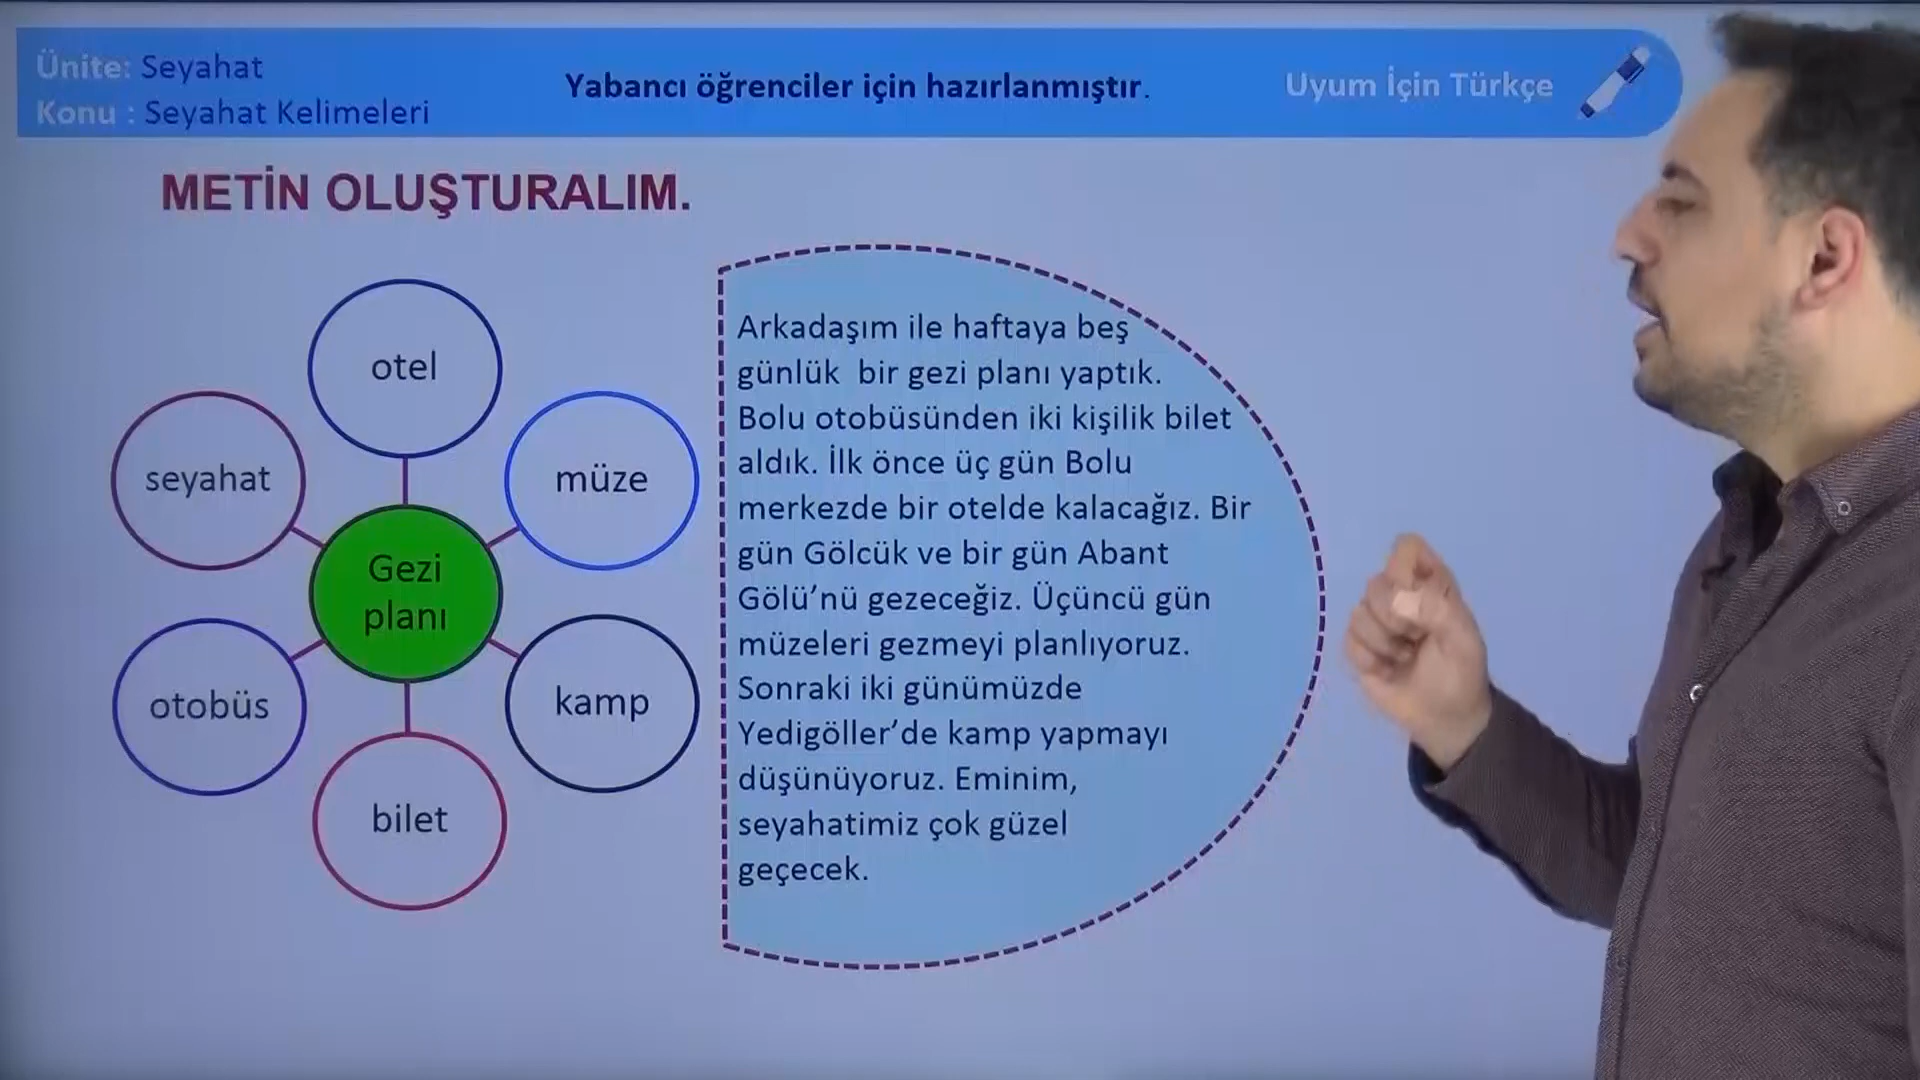 Ünite: Seyahat
Konu : Seyahat Kelimeleri
Yabancı öğrenciler için hazırlanmıştır.
Uyum İçin Türkçe
METİN OLUŞTURALIM.
otel
seyahat
müze
Gezi
planı
otobüs
kamp
bilet
Arkadaşım ile haftaya beş
günlük bir gezi planı yaptık.
Bolu otobüsünden iki kişilik bilet
aldık. İlk önce üç gün Bolu
merkezde bir otelde kalacağız. Bir
gün Gölcük ve bir gün Abant
Gölü’nü gezeceğiz. Üçüncü gün
müzeleri gezmeyi planlıyoruz.
Sonraki iki günümüzde
Yedigöller’de kamp yapmayı
düşünüyoruz. Eminim,
seyahatimiz çok güzel
geçecek.